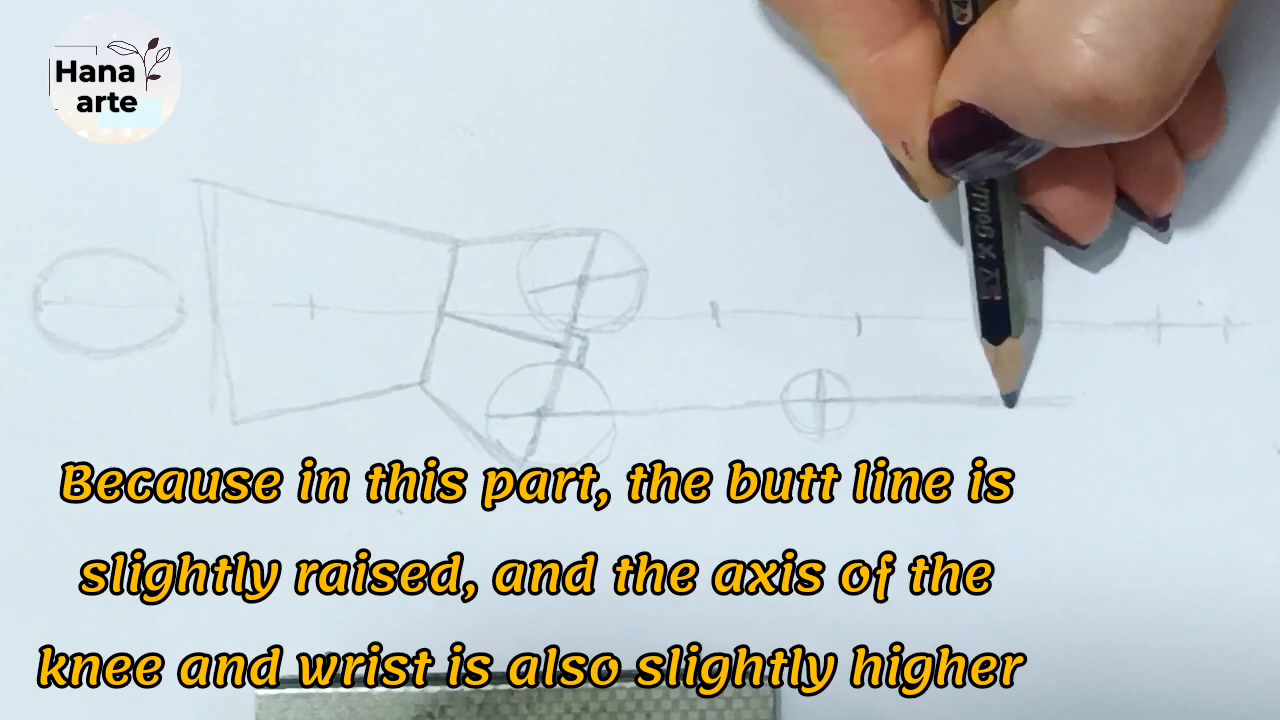 Hana
arte
X Goldn
Because in this part, the butt line is
slightly raised, and the axis of the
knee and wrist is also slightly higher